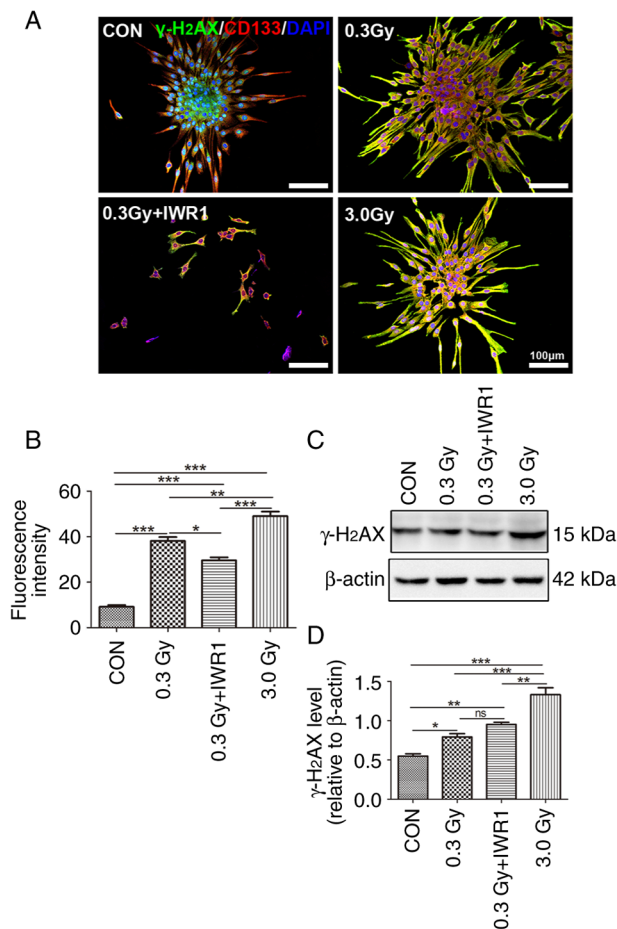 A
CON γ-H2AX/CD133/DAPI
0.3Gy
0.3Gy+IWR1
3.0Gy
100μm
B
Fluorescence
intensity
60
40
20
0
***
***
**
***
***
*
CON
0.3 Gy
0.3 Gy+IWR1
3.0 Gy
C
CON
0.3 Gy
0.3 Gy+IWR1
3.0 Gy
γ-H2AX
15 kDa
β-actin
42 kDa
D
γ-H2AX level
(relative to β-actin)
1.5
1.0
0.5
0.0
***
***
**
**
ns
*
CON
0.3 Gy
0.3 Gy+IWR1
3.0 Gy